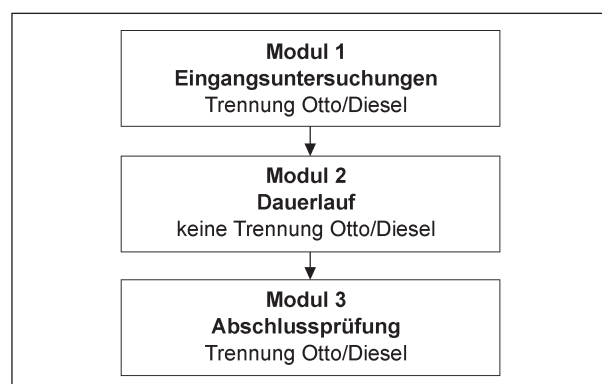 Modul 1
Eingangsuntersuchungen
Trennung Otto/Diesel
Modul 2
Dauerlauf
keine Trennung Otto/Diesel
Modul 3
Abschlussprüfung
Trennung Otto/Diesel